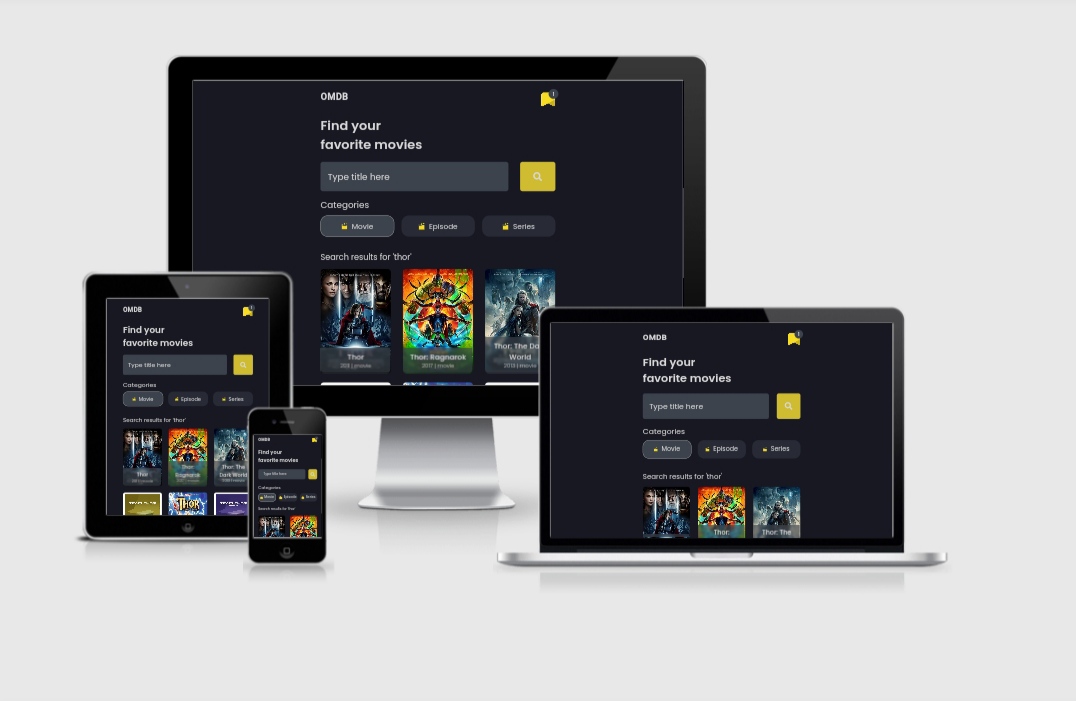 OMDB
1
Find your
favorite movies
Type title here
Categories
Movie Episode Series
Search results for 'thor'
Thor
2011 | movie
Thor: Ragnarok
2017 | movie
Thor: The Da
World
2013 | movie
OMDB
Find your
favorite movies
Type title here
Categories
Movie Episode Series
Search results for 'thor'
Thor
Thor:
Ragnarok
Thor: The
Dark World
THOR
OMDB
Find your
favorite movies
Type title here
Categories
Movie Episode Series
Search results for 'thor'
OMDB
Find your
favorite movies
Type title here
Categories
Movie Episode Series
Search results for 'thor'
Thor: Thor: The